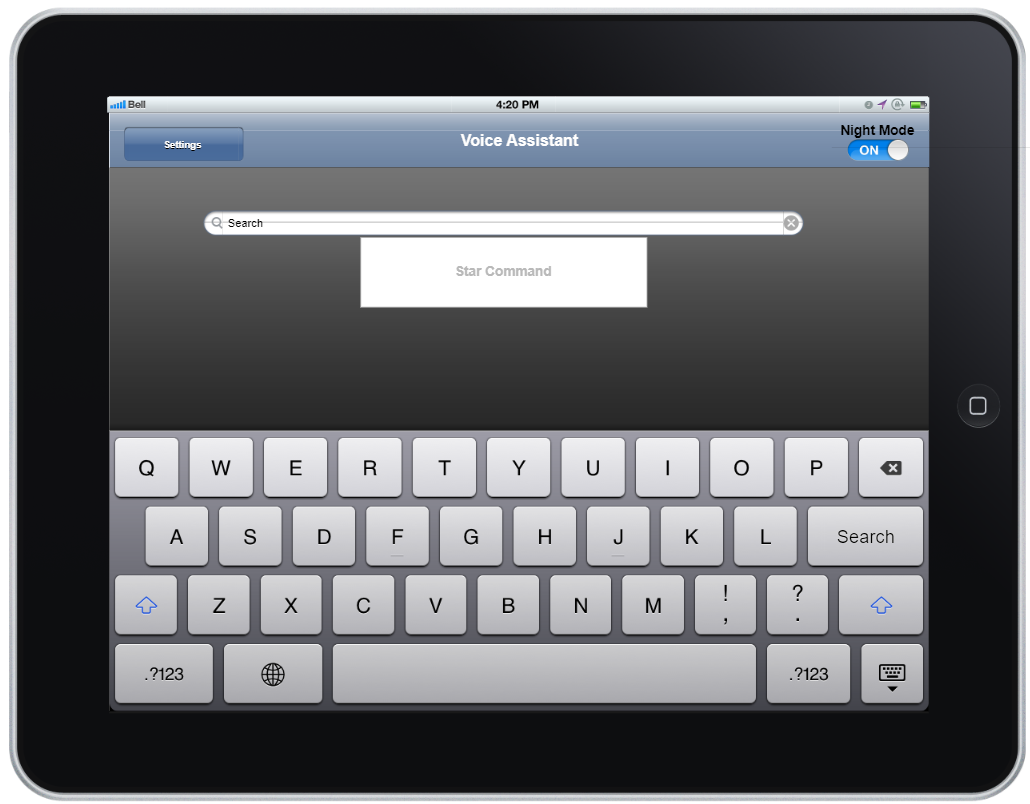 Bell 4:20 PM
Settings Voice Assistant Night Mode
ON
Search
Star Command
Q W E R T Y U I O P
A S D F G H J K L Search
Z X C V B N M ! , ? .
.?123 .?123